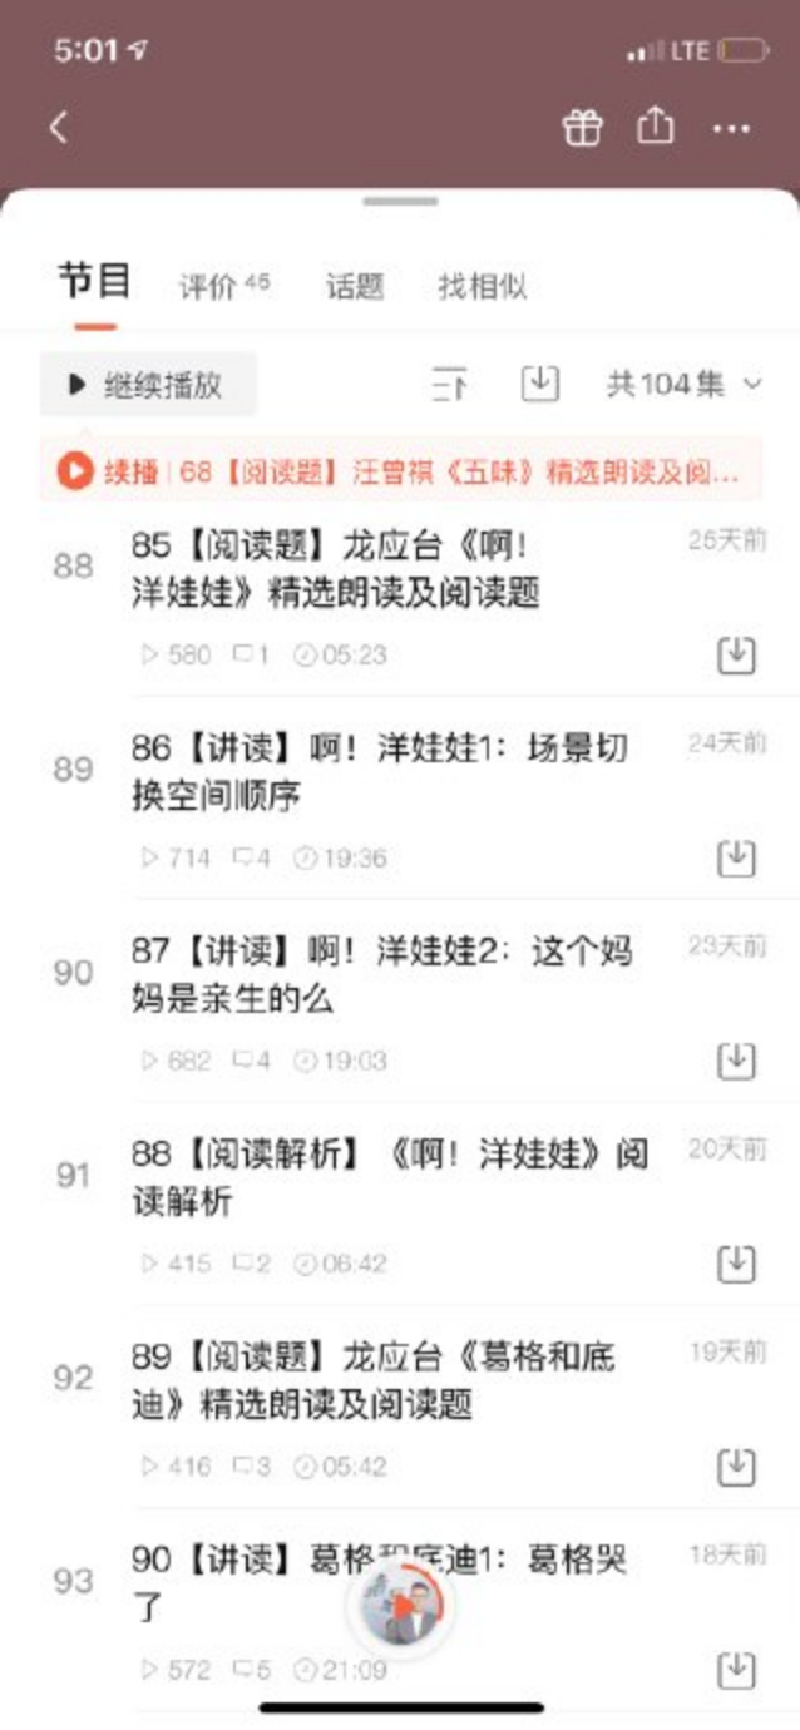 5:01 LTE
节目 评价 45 话题 找相似
继续播放 共104集
续播 | 68【阅读题】汪曾祺《五味》精选朗读及阅...
88 85【阅读题】龙应台《啊! 25天前
洋娃娃》精选朗读及阅读题
580 1 05:23
89 86【讲读】啊!洋娃娃1:场景切 24天前
换空间顺序
714 4 19:36
90 87【讲读】啊!洋娃娃2:这个妈 23天前
妈是亲生的么
682 4 19:03
91 88【阅读解析】《啊!洋娃娃》阅 20天前
读解析
415 2 06:42
92 89【阅读题】龙应台《葛格和底 19天前
迪》精选朗读及阅读题
416 3 05:42
93 90【讲读】葛格和底迪1:葛格哭 18天前
了
572 5 21:09